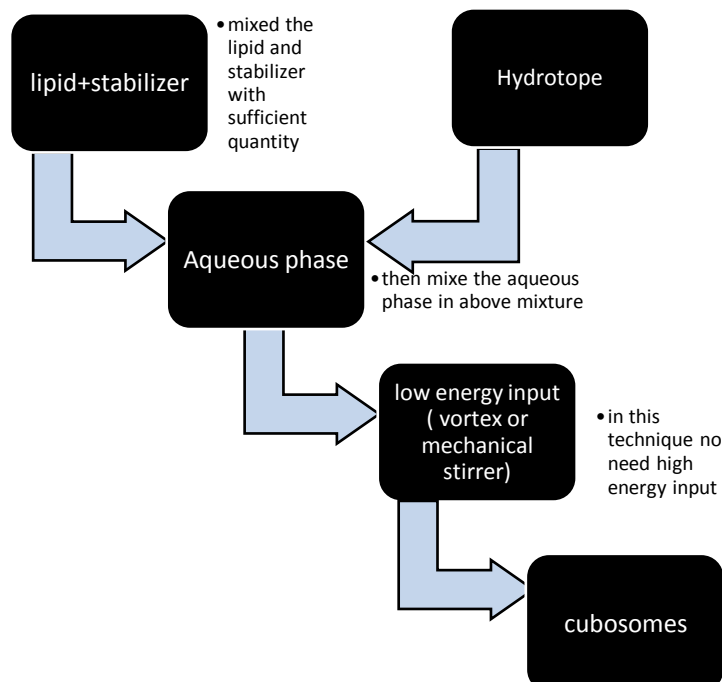 lipid+stabilizer
•mixed the
lipid and
stabilizer
with
sufficient
quantity
Hydrotope
Aqueous phase
•then mixe the aqueous
phase in above mixture
low energy input
( vortex or
mechanical
stirrer)
•in this
technique no
need high
energy input
cubosomes